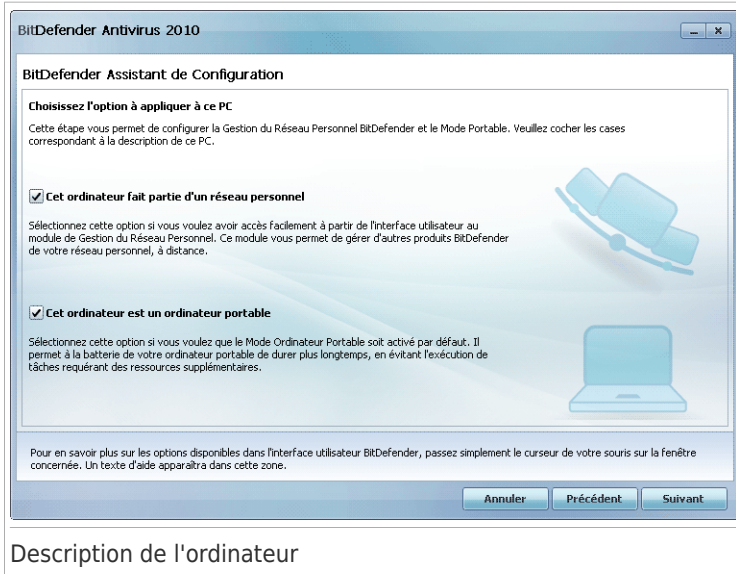 BitDefender Antivirus 2010
BitDefender Assistant de Configuration
Choisissez l'option à appliquer à ce PC
Cette étape vous permet de configurer la Gestion du Réseau Personnel BitDefender et le Mode Portable. Veuillez cocher les cases
correspondant à la description de ce PC.
Cet ordinateur fait partie d'un réseau personnel
Sélectionnez cette option si vous voulez avoir accès facilement à partir de l'interface utilisateur au
module de Gestion du Réseau Personnel. Ce module vous permet de gérer d'autres produits BitDefender
de votre réseau personnel, à distance.
Cet ordinateur est un ordinateur portable
Sélectionnez cette option si vous voulez que le Mode Ordinateur Portable soit activé par défaut. Il
permet à la batterie de votre ordinateur portable de durer plus longtemps, en évitant l'exécution de
tâches requérant des ressources supplémentaires.
Pour en savoir plus sur les options disponibles dans l'interface utilisateur BitDefender, passez simplement le curseur de votre souris sur la fenêtre
concernée. Un texte d'aide apparaîtra dans cette zone.
Annuler Précédent Suivant
Description de l'ordinateur